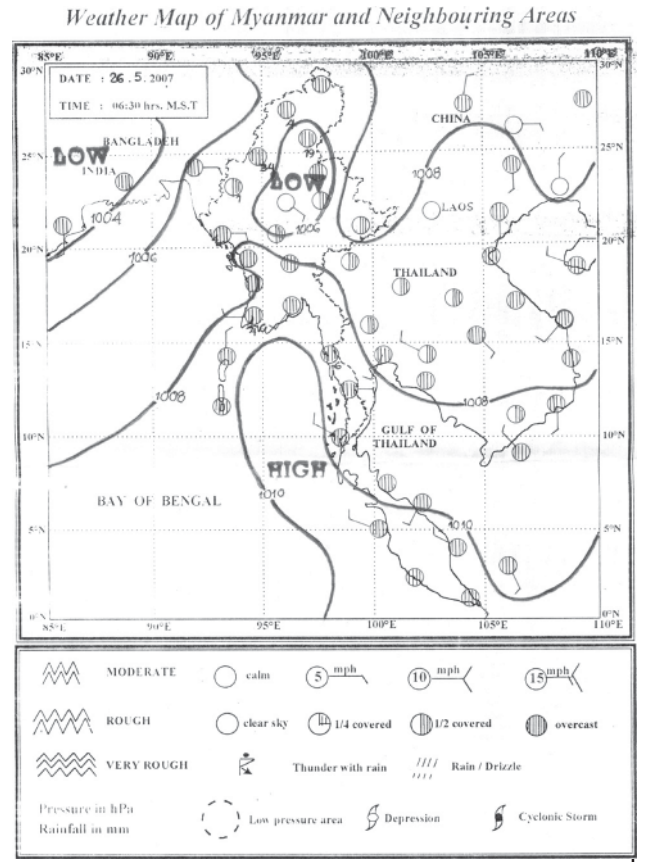 Weather Map of Myanmar and Neighbouring Areas
85°E 90°E 95°E 100°E 105°E 110°E
30°N 30°N
DATE : 26.5.2007
TIME : 06:30 hrs. M.S.T
CHINA
BANGLADEH
LOW
INDIA
25°N 25°N
4
19
34
LOW
1008
1004
1006
LAOS
20°N 20°N
1006
THAILAND
15°N 15°N
1008
1008
10°N 10°N
GULF OF
THAILAND
HIGH
1010
BAY OF BENGAL
1010
5°N 5°N
0°N 0°N
85°E 90°E 95°E 100°E 105°E 110°E
MODERATE calm 5 mph 10 mph 15 mph
ROUGH clear sky 1/4 covered 1/2 covered overcast
VERY ROUGH Thunder with rain Rain / Drizzle
Pressure in hPa
Rainfall in mm
Low pressure area Depression Cyclonic Storm